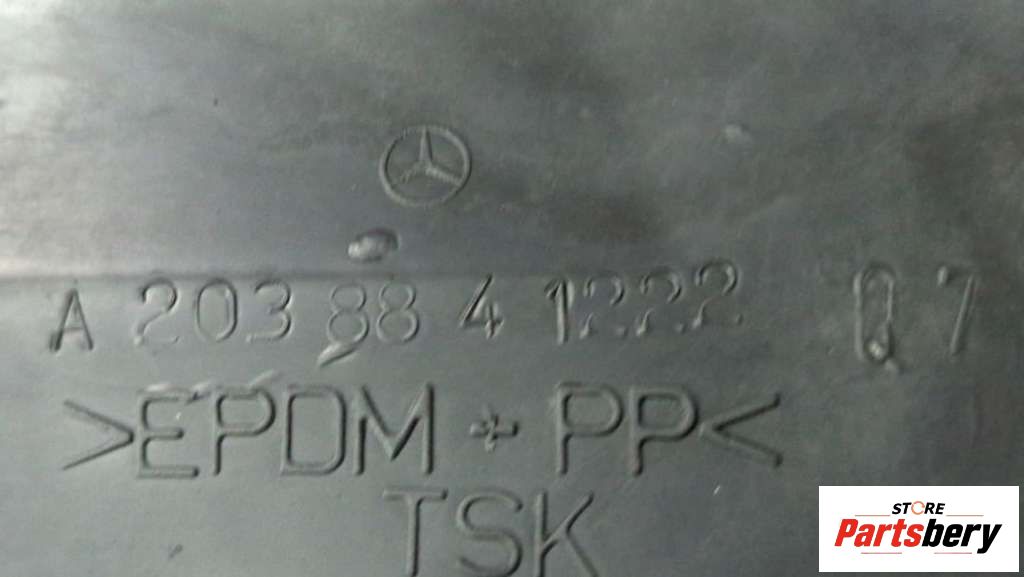 A 203 88 4 1222 Q 7
>EPDM + PP<
TSK
STORE
Partsbery